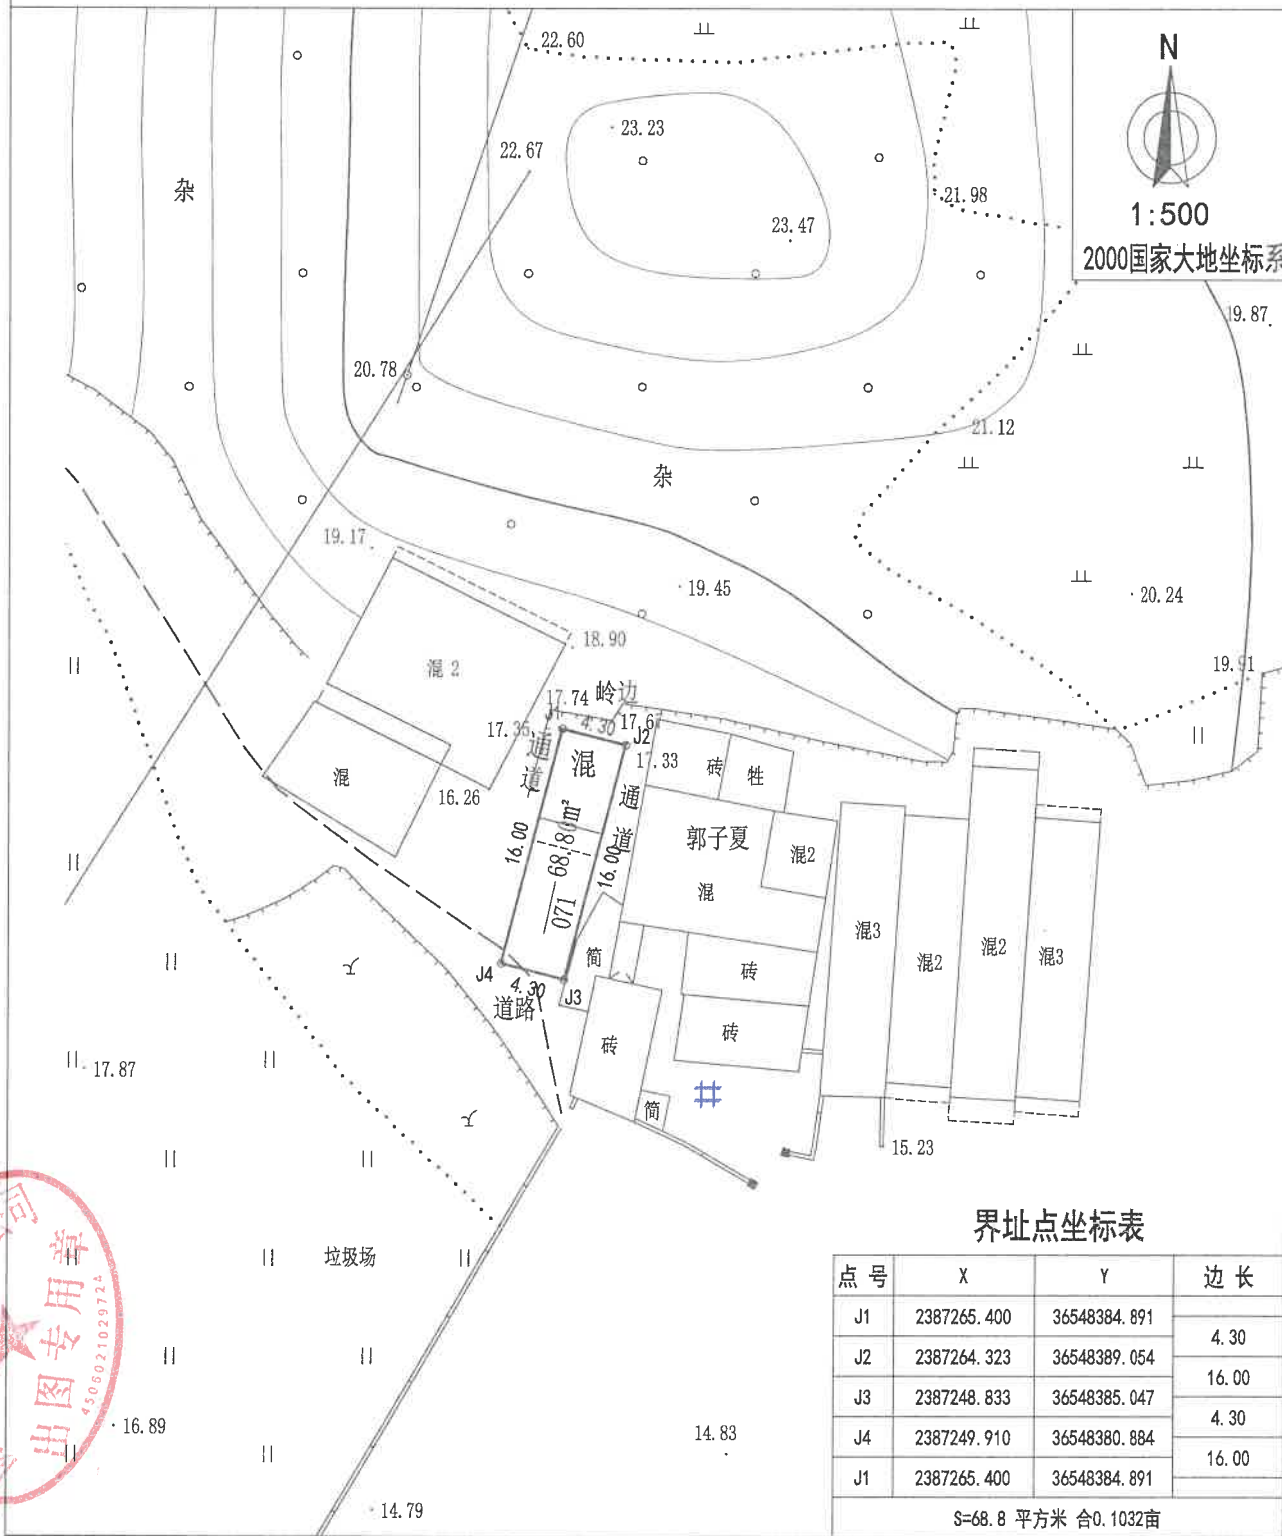 22.60
N
1:500
2000国家大地坐标系
23.23
22.67
杂
21.98
23.47
19.87
20.78
21.12
杂
19.17
19.45
20.24
18.90
混 2
19.91
17.74
岭边
J1
4.30
17.6
J2
17.35
通道
混
17.33
砖
牲
混
16.26
通道
16.00
68.80m²
071
16.00
郭子夏
混2
混
混3
混2
混2
混3
简
砖
J4
4.30
J3
道路
砖
砖
17.87
简
15.23
垃圾场
16.89
14.83
14.79
司
出图专用章
4506021029724
界址点坐标表
点号 X Y 边长
J1 2387265.400 36548384.891
4.30
J2 2387264.323 36548389.054
16.00
J3 2387248.833 36548385.047
4.30
J4 2387249.910 36548380.884
16.00
J1 2387265.400 36548384.891
S=68.8 平方米 合0.1032亩